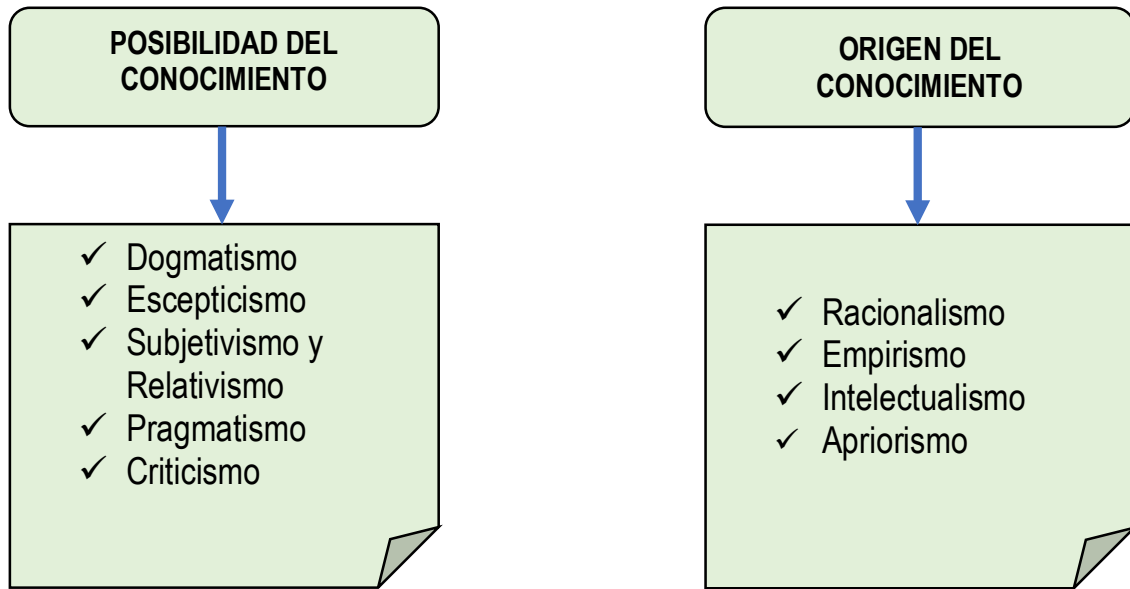 POSIBILIDAD DEL
CONOCIMIENTO
✓ Dogmatismo
✓ Escepticismo
✓ Subjetivismo y
Relativismo
✓ Pragmatismo
✓ Criticismo
ORIGEN DEL
CONOCIMIENTO
✓ Racionalismo
✓ Empirismo
✓ Intelectualismo
✓ Apriorismo